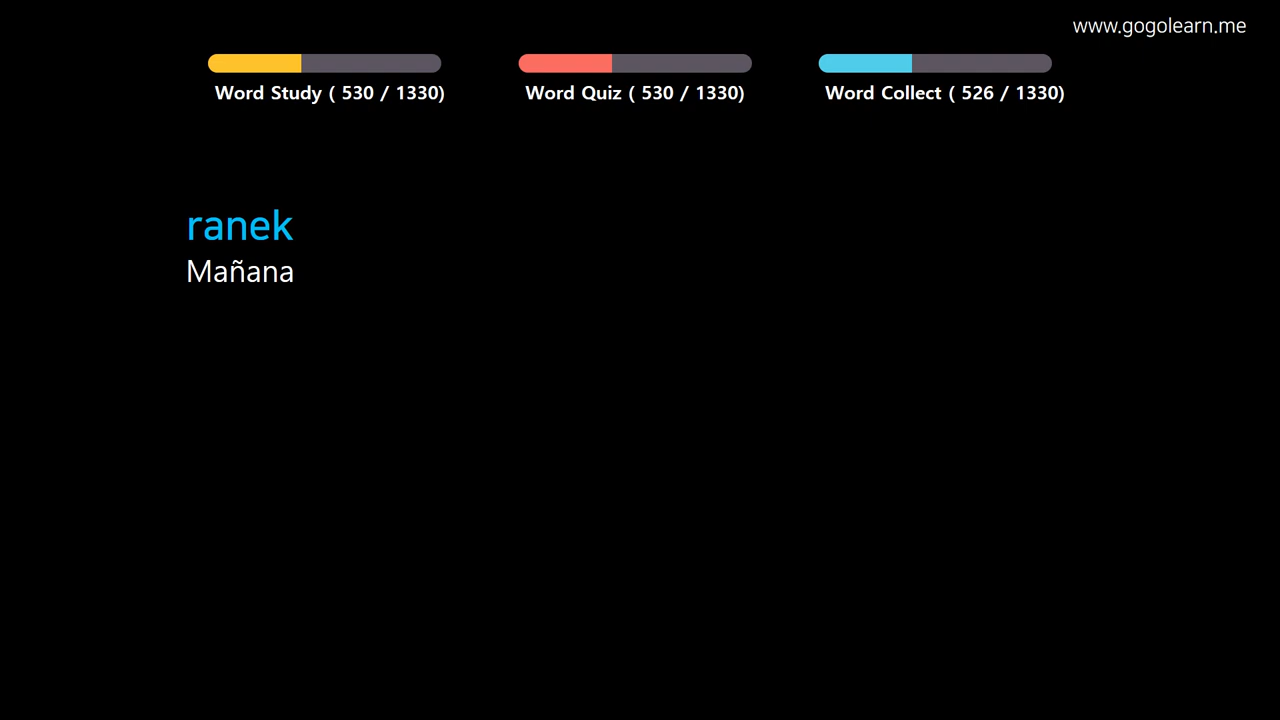 www.gogolearn.me
Word Study ( 530 / 1330)
Word Quiz ( 530 / 1330)
Word Collect ( 526 / 1330)
ranek
Mañana